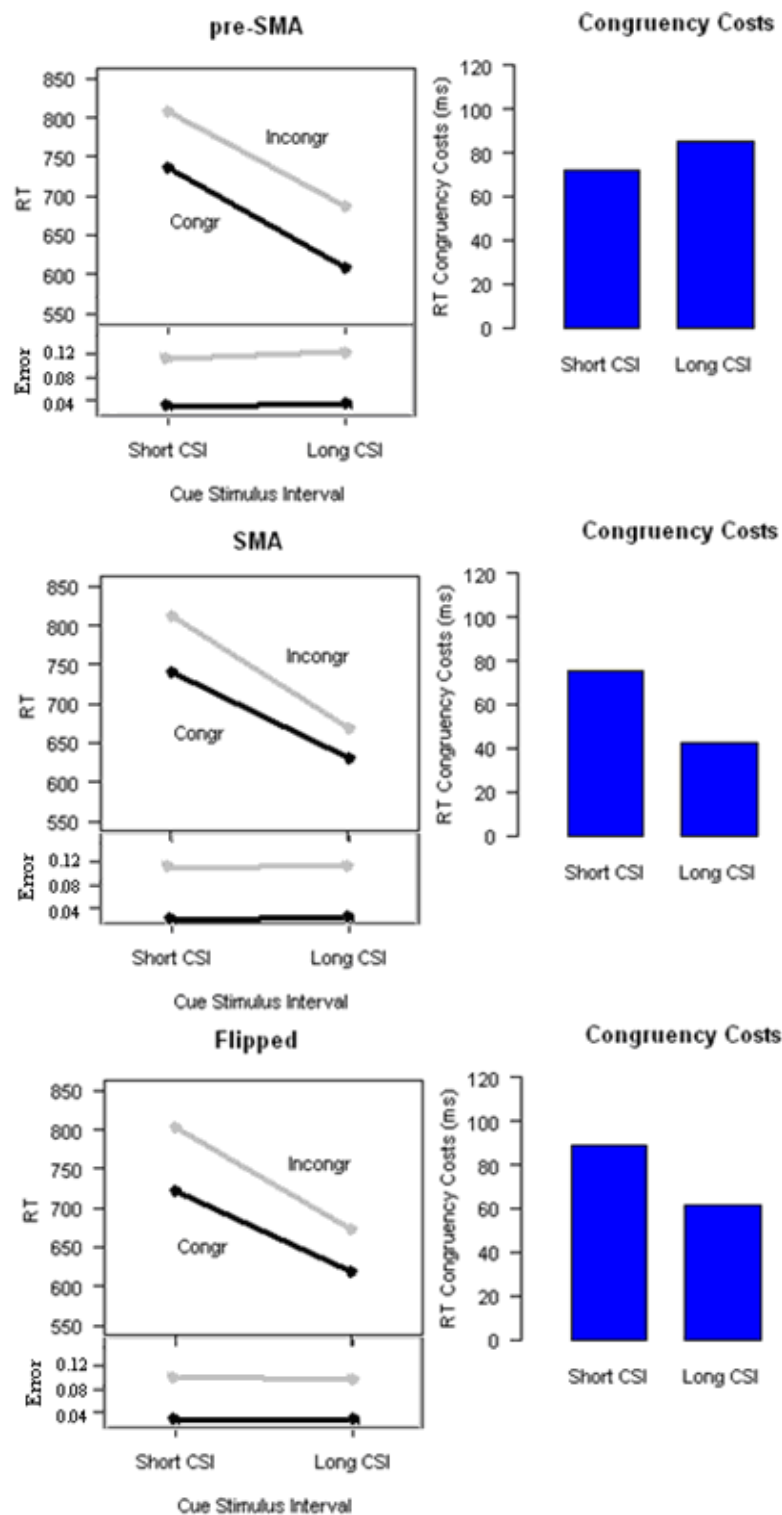 pre-SMA
850
800
750
700
650
600
550
RT
Incongr
Congr
0.12
0.08
0.04
Error
Short CSI Long CSI
Cue Stimulus Interval
Congruency Costs
120
100
80
60
40
20
0
RT Congruency Costs (ms)
Short CSI Long CSI
SMA
850
800
750
700
650
600
550
RT
Incongr
Congr
0.12
0.08
0.04
Error
Short CSI Long CSI
Cue Stimulus Interval
Congruency Costs
120
100
80
60
40
20
0
RT Congruency Costs (ms)
Short CSI Long CSI
Flipped
850
800
750
700
650
600
550
RT
Incongr
Congr
0.12
0.08
0.04
Error
Short CSI Long CSI
Cue Stimulus Interval
Congruency Costs
120
100
80
60
40
20
0
RT Congruency Costs (ms)
Short CSI Long CSI